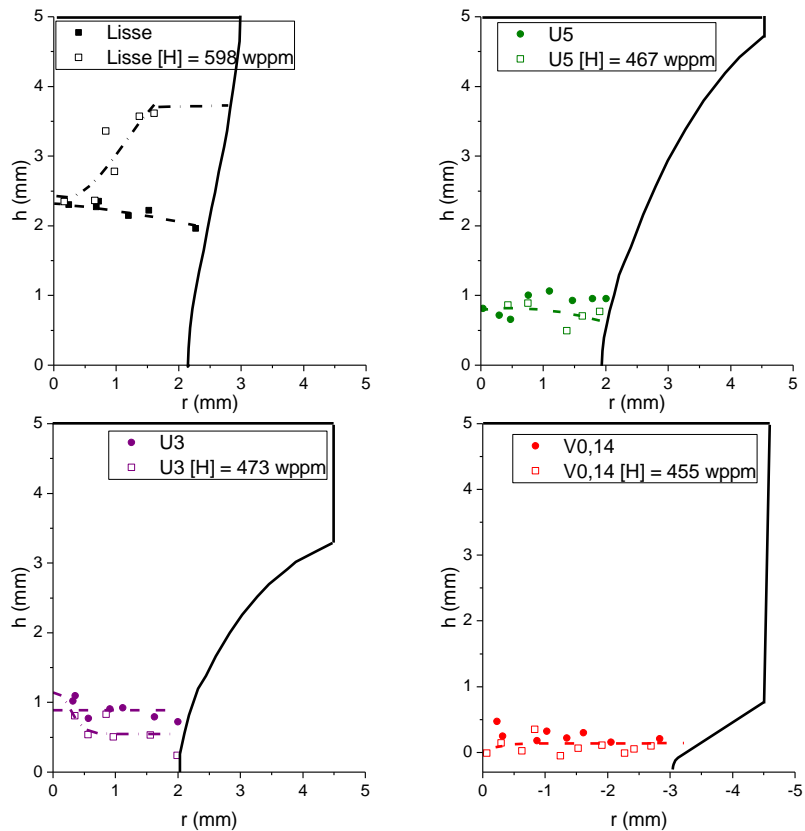 Lisse
Lisse [H] = 598 wppm
h (mm)
5
4
3
2
1
0
0 1 2 3 4 5
r (mm)
U5
U5 [H] = 467 wppm
h (mm)
5
4
3
2
1
0
0 1 2 3 4 5
r (mm)
U3
U3 [H] = 473 wppm
h (mm)
5
4
3
2
1
0
0 1 2 3 4 5
r (mm)
V0,14
V0,14 [H] = 455 wppm
h (mm)
5
4
3
2
1
0
0 -1 -2 -3 -4 -5
r (mm)